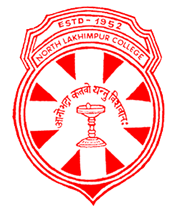 ESTD - 1952
NORTH LAKHIMPUR COLLEGE
आनोभद्रा क्रतवो यन्तु विश्वतः